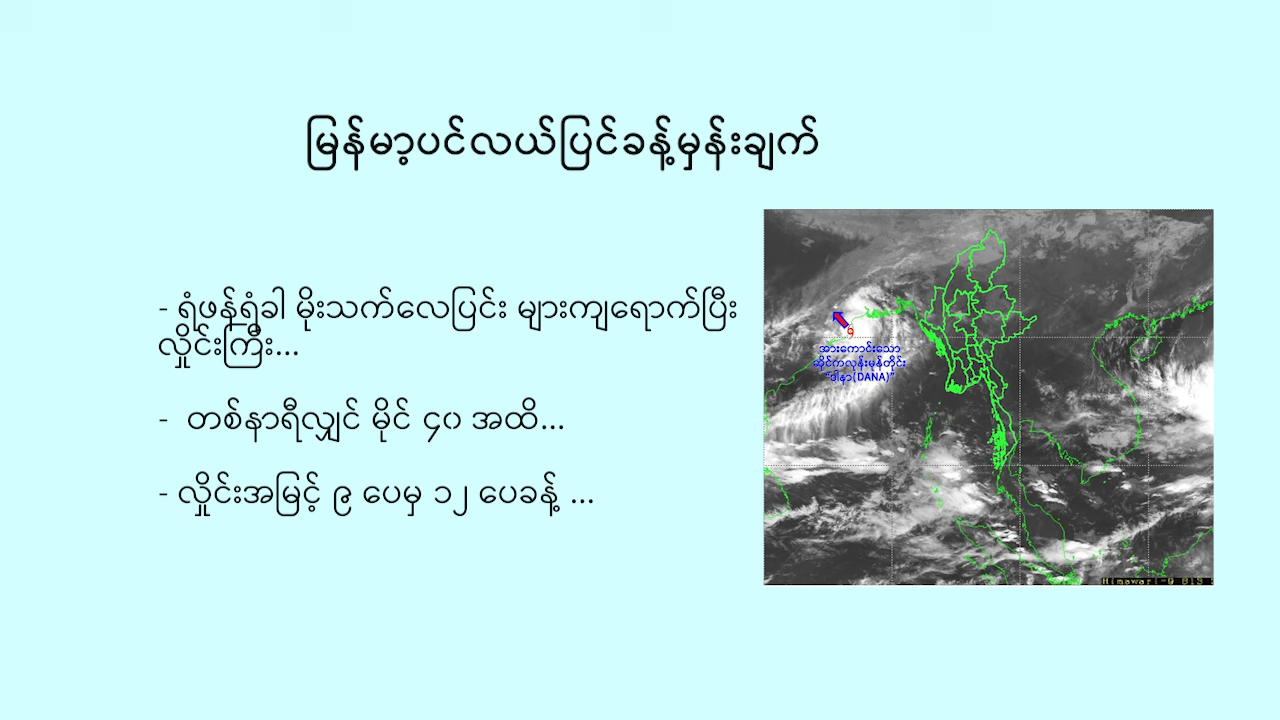 မြန်မာ့ပင်လယ်ပြင်ခန့်မှန်းချက်
- ရံဖန်ရံခါ မိုးသက်လေပြင်း များကျရောက်ပြီး
လှိုင်းကြီး...
- တစ်နာရီလျှင် မိုင် ၄၀ အထိ...
- လှိုင်းအမြင့် ၉ ပေမှ ၁၂ ပေခန့် ...
အားကောင်းသော
ဆိုင်ကလုန်းမုန်တိုင်း
"ဒါနာ(DANA)"
Himawari-9 B13